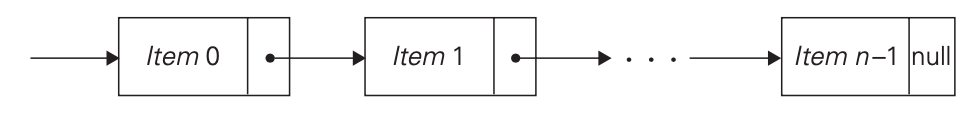 Item 0 Item 1 . . . Item n–1 null